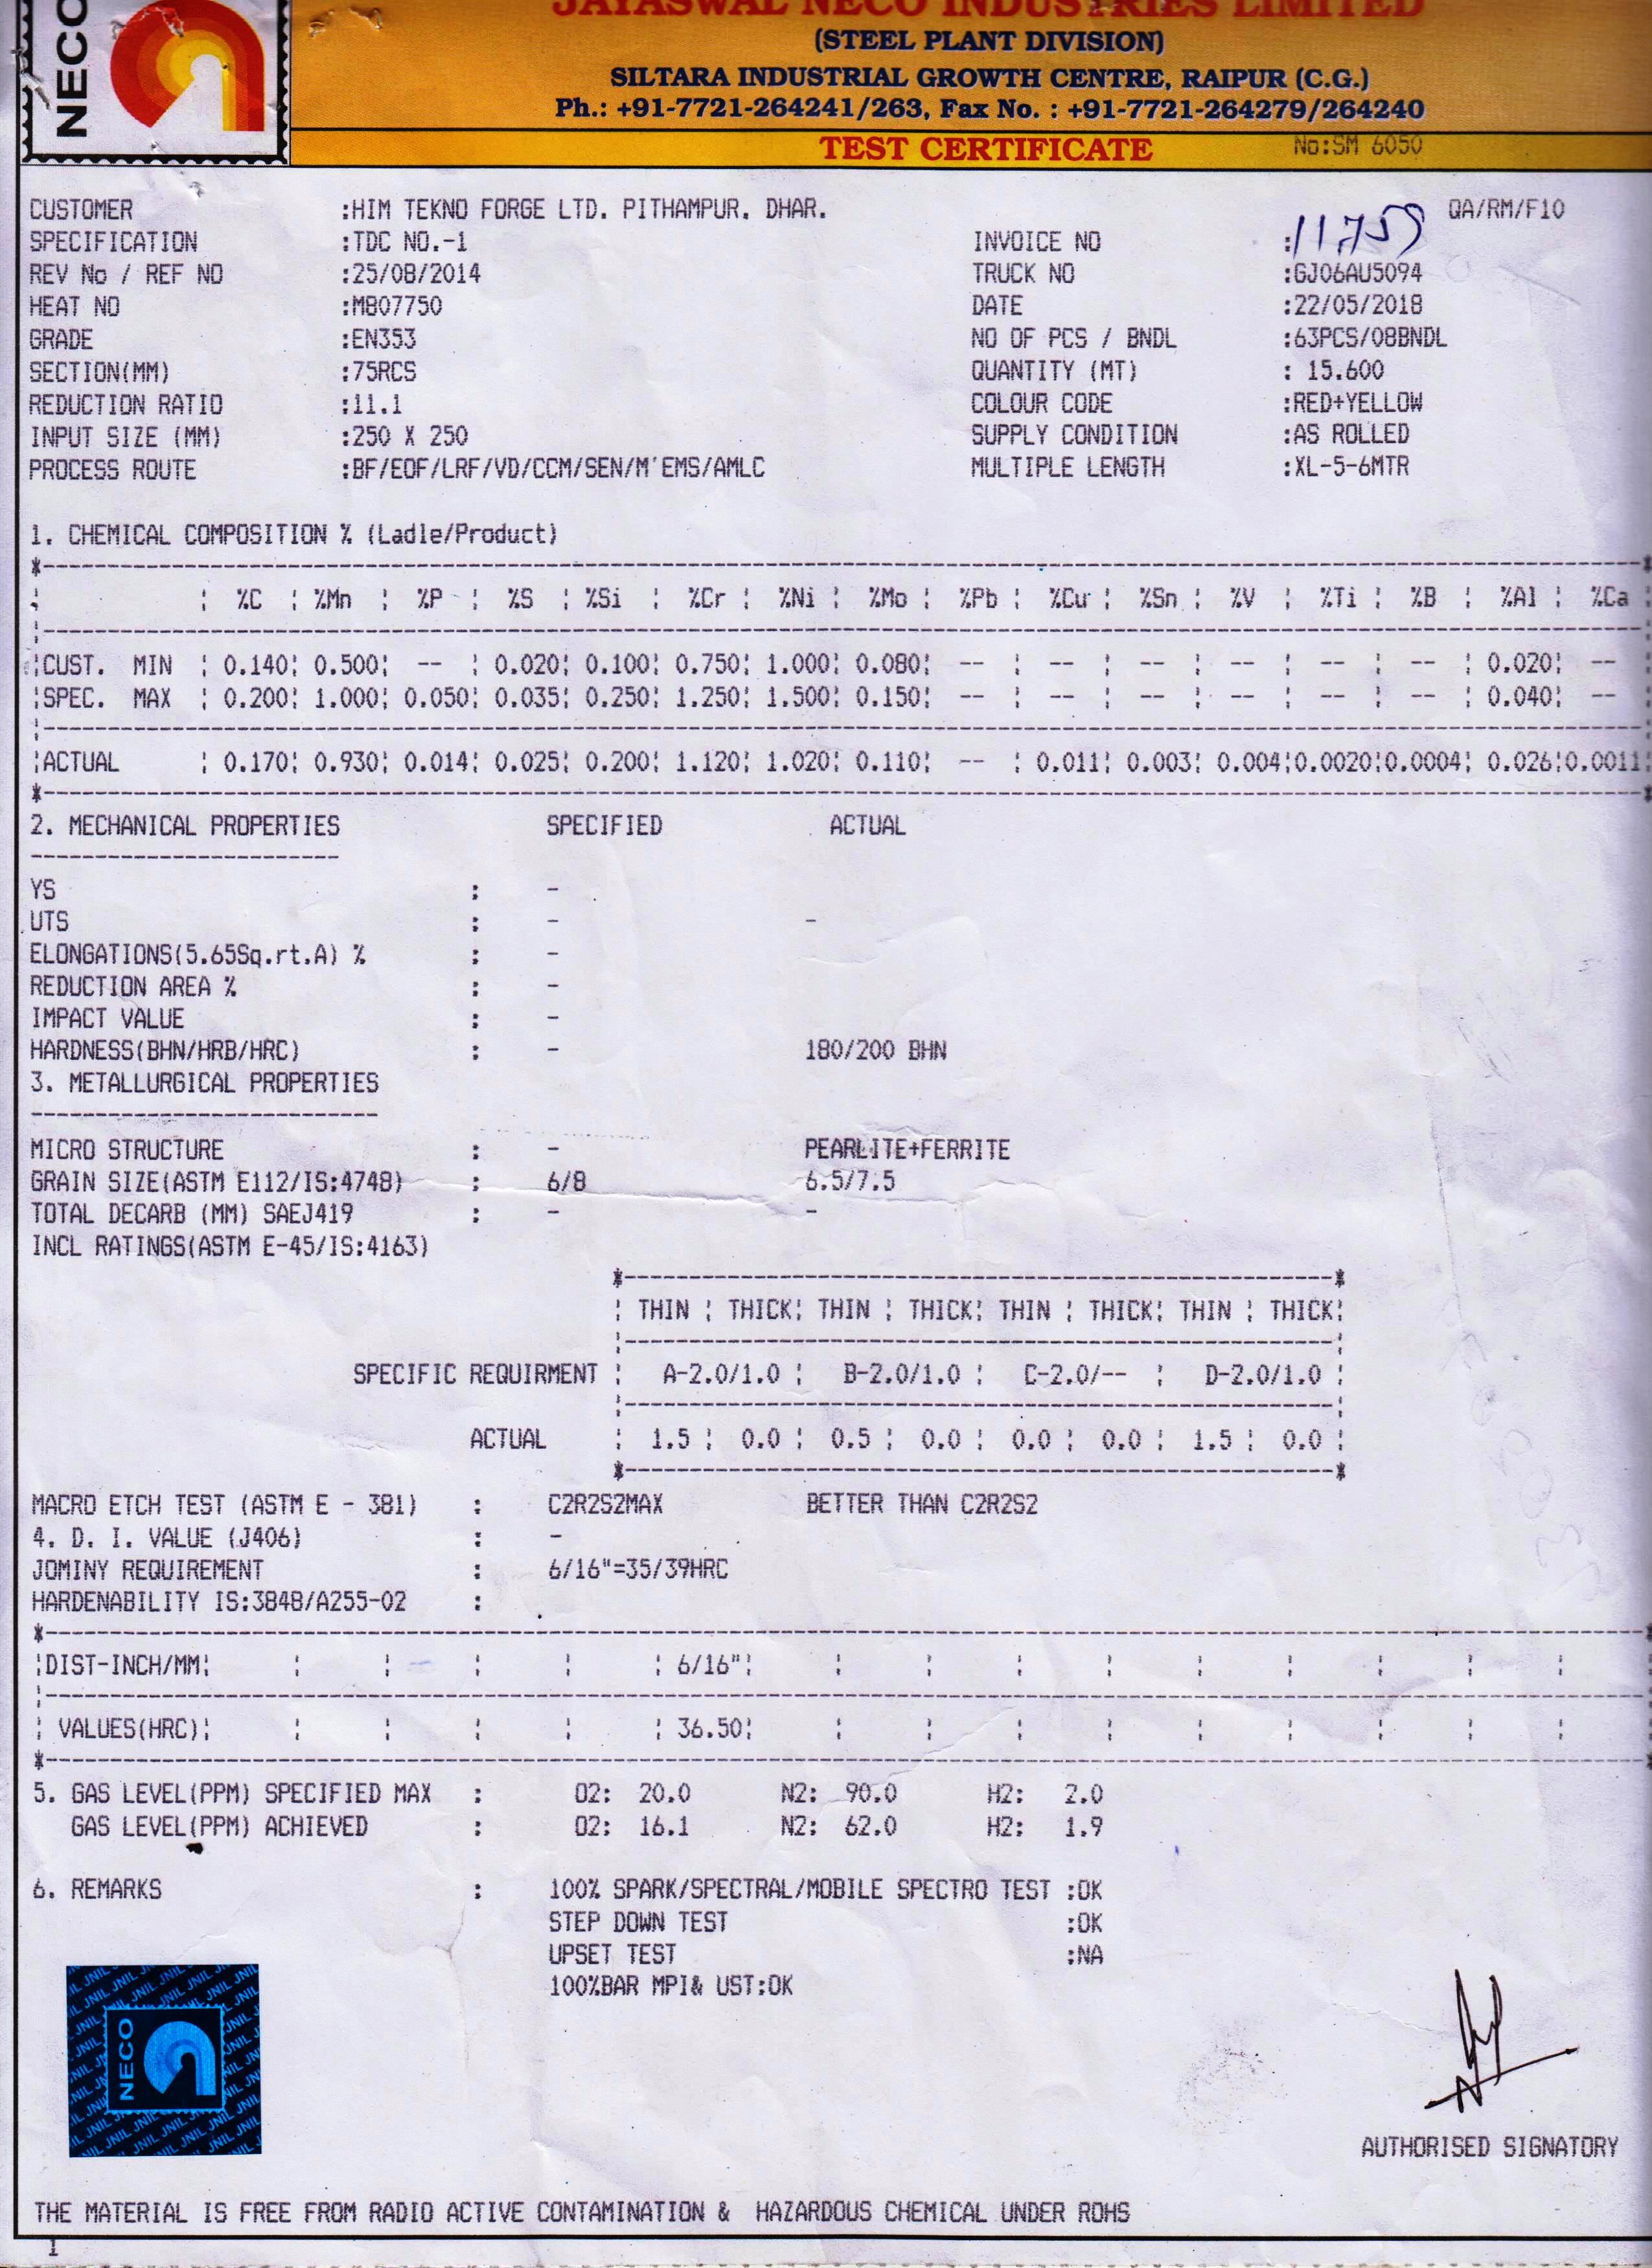 NECO
JAYASWAL NECO INDUSTRIES LIMITED
(STEEL PLANT DIVISION)
SILTARA INDUSTRIAL GROWTH CENTRE, RAIPUR (C.G.)
Ph.: +91-7721-264241/263, Fax No. : +91-7721-264279/264240
TEST CERTIFICATE No:SM 6050
CUSTOMER :HIM TEKNO FORGE LTD. PITHAMPUR. DHAR. QA/RM/F10
SPECIFICATION :TDC NO.-1 INVOICE NO :11759
REV No / REF NO :25/08/2014 TRUCK NO :GJ06AU5094
HEAT NO :M807750 DATE :22/05/2018
GRADE :EN353 NO OF PCS / BNDL :63PCS/08BNDL
SECTION(MM) :75RCS QUANTITY (MT) : 15.600
REDUCTION RATIO :11.1 COLOUR CODE :RED+YELLOW
INPUT SIZE (MM) :250 X 250 SUPPLY CONDITION :AS ROLLED
PROCESS ROUTE :BF/EOF/LRF/VD/CCM/SEN/M'EMS/AMLC MULTIPLE LENGTH :XL-5-6MTR
1. CHEMICAL COMPOSITION % (Ladle/Product)
%C %Mn %P %S %Si %Cr %Ni %Mo %Pb %Cu %Sn %V %Ti %B %Al %Ca
CUST. MIN 0.140 0.500 -- 0.020 0.100 0.750 1.000 0.080 -- -- -- -- -- -- 0.020 --
SPEC. MAX 0.200 1.000 0.050 0.035 0.250 1.250 1.500 0.150 -- -- -- -- -- -- 0.040 --
ACTUAL 0.170 0.930 0.014 0.025 0.200 1.120 1.020 0.110 -- 0.011 0.003 0.004 0.0020 0.0004 0.026 0.0011
2. MECHANICAL PROPERTIES SPECIFIED ACTUAL
YS : -
UTS : - -
ELONGATIONS(5.65Sq.rt.A) % : -
REDUCTION AREA % : -
IMPACT VALUE : -
HARDNESS(BHN/HRB/HRC) : - 180/200 BHN
3. METALLURGICAL PROPERTIES
MICRO STRUCTURE : - PEARLITE+FERRITE
GRAIN SIZE(ASTM E112/IS:4748) : 6/8 6.5/7.5
TOTAL DECARB (MM) SAEJ419 : - -
INCL RATINGS(ASTM E-45/IS:4163)
THIN THICK THIN THICK THIN THICK THIN THICK
SPECIFIC REQUIRMENT A-2.0/1.0 B-2.0/1.0 C-2.0/-- D-2.0/1.0
ACTUAL 1.5 0.0 0.5 0.0 0.0 0.0 1.5 0.0
MACRO ETCH TEST (ASTM E - 381) : C2R2S2MAX BETTER THAN C2R2S2
4. D. I. VALUE (J406) : -
JOMINY REQUIREMENT : 6/16"=35/39HRC
HARDENABILITY IS:3848/A255-02 :
DIST-INCH/MM 6/16"
VALUES(HRC) 36.50
5. GAS LEVEL(PPM) SPECIFIED MAX : O2: 20.0 N2: 90.0 H2: 2.0
GAS LEVEL(PPM) ACHIEVED : O2: 16.1 N2: 62.0 H2: 1.9
6. REMARKS : 100% SPARK/SPECTRAL/MOBILE SPECTRO TEST :OK
STEP DOWN TEST :OK
UPSET TEST :NA
100%BAR MPI& UST:OK
JNIL NECO
AUTHORISED SIGNATORY
THE MATERIAL IS FREE FROM RADIO ACTIVE CONTAMINATION & HAZARDOUS CHEMICAL UNDER ROHS
1